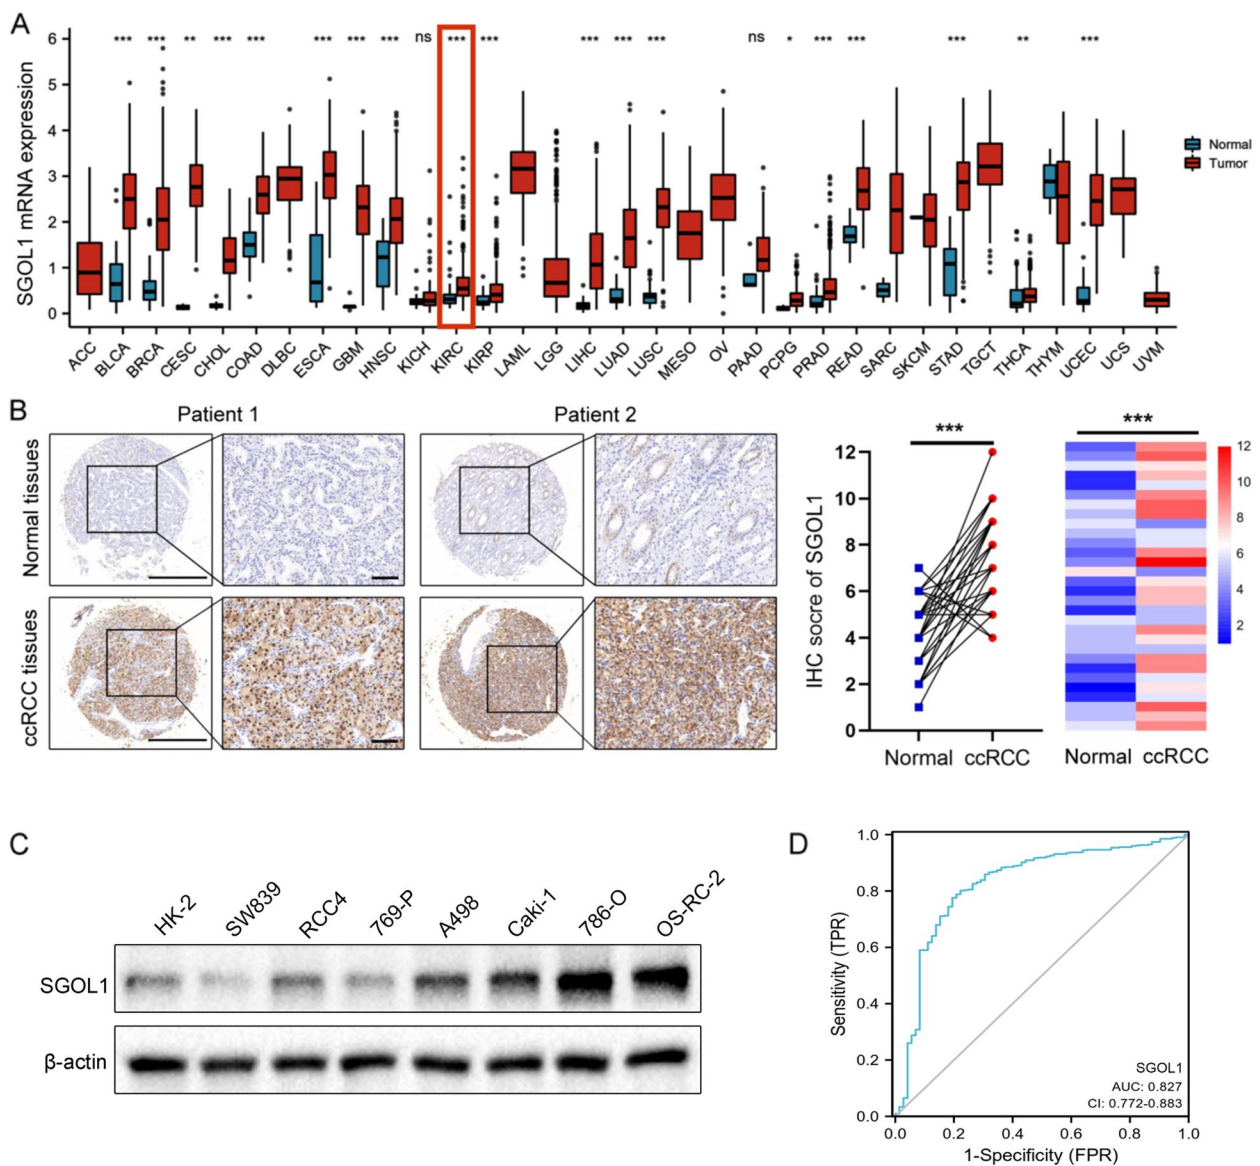 A
SGOL1 mRNA expression
6
5
4
3
2
1
0
*** *** ** *** *** *** *** *** ns *** *** *** *** *** ns * *** *** *** ** ***
Normal
Tumor
ACC BLCA BRCA CESC CHOL COAD DLBC ESCA GBM HNSC KICH KIRC KIRP LAML LGG LIHC LUAD LUSC MESO OV PAAD PCPG PRAD READ SARC SKCM STAD TGCT THCA THYM UCEC UCS UVM
B
Patient 1 Patient 2
Normal tissues
ccRCC tissues
***
IHC socre of SGOL1
12
10
8
6
4
2
0
Normal ccRCC
***
12
10
8
6
4
2
Normal ccRCC
C
HK-2 SW839 RCC4 769-P A498 Caki-1 786-O OS-RC-2
SGOL1
β-actin
D
Sensitivity (TPR)
1.0
0.8
0.6
0.4
0.2
0.0
SGOL1
AUC: 0.827
CI: 0.772-0.883
0.0 0.2 0.4 0.6 0.8 1.0
1-Specificity (FPR)